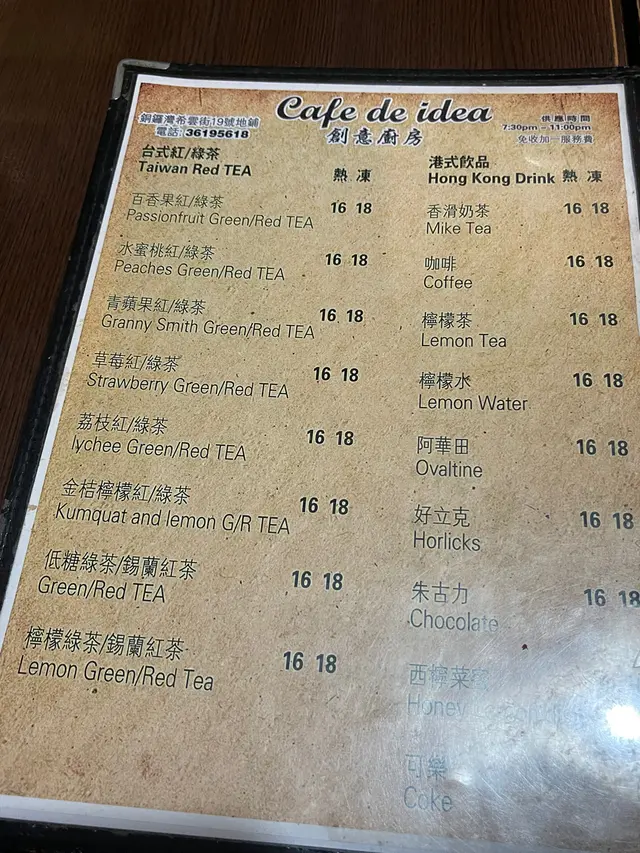 Cafe de idea
創意廚房
銅鑼灣希雲街19號地鋪
電話: 36195618
供應時間
7:30pm - 11:00pm
免收加一服務費
台式紅/綠茶
Taiwan Red TEA 熱 凍
百香果紅/綠茶 16 18
Passionfruit Green/Red TEA
水蜜桃紅/綠茶 16 18
Peaches Green/Red TEA
青蘋果紅/綠茶 16 18
Granny Smith Green/Red TEA
草莓紅/綠茶 16 18
Strawberry Green/Red TEA
荔枝紅/綠茶 16 18
lychee Green/Red TEA
金桔檸檬紅/綠茶 16 18
Kumquat and lemon G/R TEA
低糖綠茶/錫蘭紅茶 16 18
Green/Red TEA
檸檬綠茶/錫蘭紅茶 16 18
Lemon Green/Red Tea
港式飲品
Hong Kong Drink 熱 凍
香滑奶茶 16 18
Mike Tea
咖啡 16 18
Coffee
檸檬茶 16 18
Lemon Tea
檸檬水 16 18
Lemon Water
阿華田 16 18
Ovaltine
好立克 16 18
Horlicks
朱古力 16 18
Chocolate
西檸菜蜜
Honey
可樂
Coke